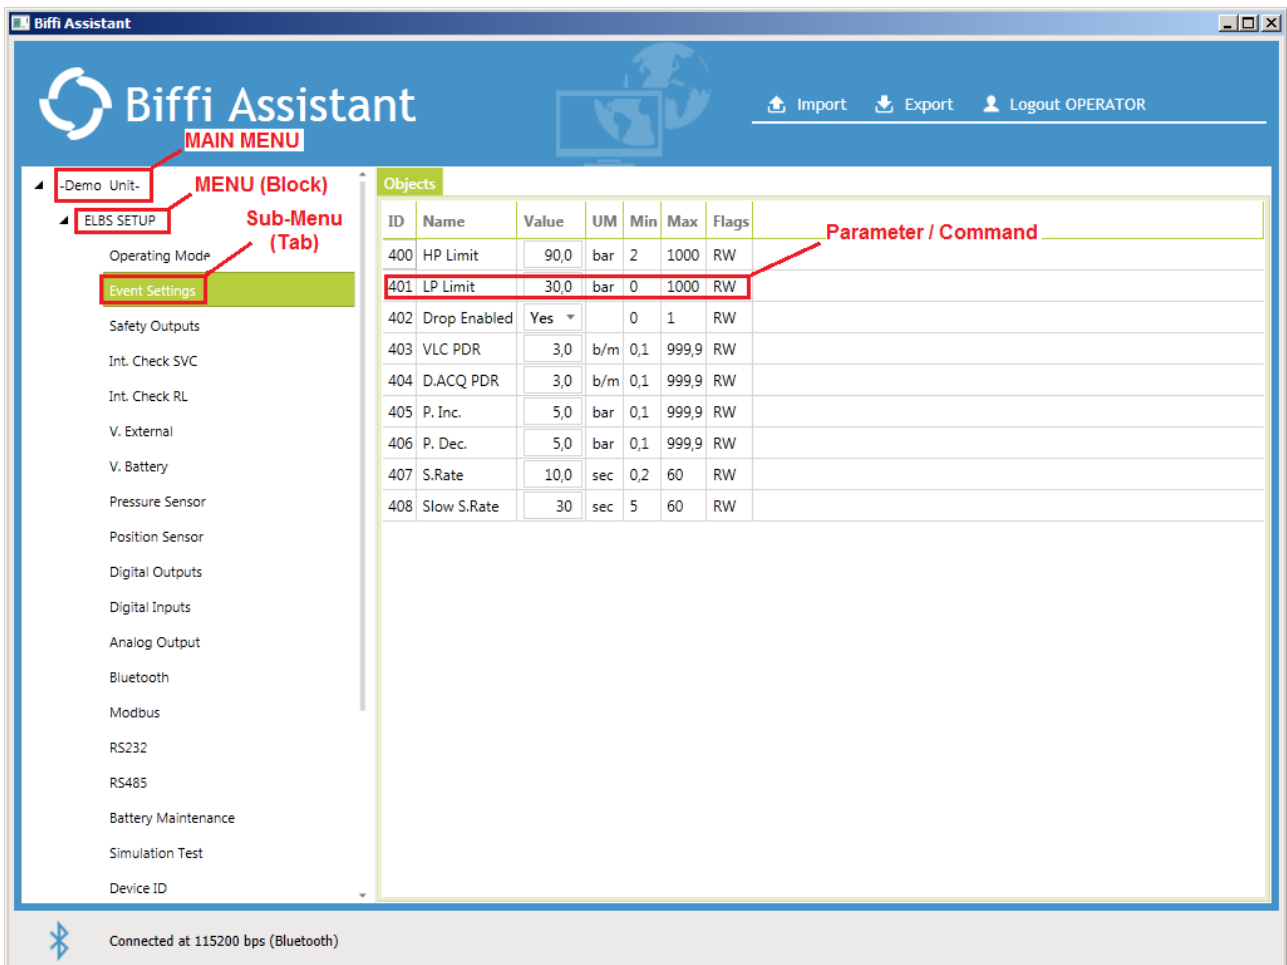 Biffi Assistant
Biffi Assistant
Import Export Logout OPERATOR
MAIN MENU
-Demo Unit-
MENU (Block)
ELBS SETUP
Sub-Menu
(Tab)
Operating Mode
Event Settings
Safety Outputs
Int. Check SVC
Int. Check RL
V. External
V. Battery
Pressure Sensor
Position Sensor
Digital Outputs
Digital Inputs
Analog Output
Bluetooth
Modbus
RS232
RS485
Battery Maintenance
Simulation Test
Device ID
Objects
ID Name Value UM Min Max Flags
Parameter / Command
400 HP Limit 90,0 bar 2 1000 RW
401 LP Limit 30,0 bar 0 1000 RW
402 Drop Enabled Yes 0 1 RW
403 VLC PDR 3,0 b/m 0,1 999,9 RW
404 D.ACQ PDR 3,0 b/m 0,1 999,9 RW
405 P. Inc. 5,0 bar 0,1 999,9 RW
406 P. Dec. 5,0 bar 0,1 999,9 RW
407 S.Rate 10,0 sec 0,2 60 RW
408 Slow S.Rate 30 sec 5 60 RW
Connected at 115200 bps (Bluetooth)